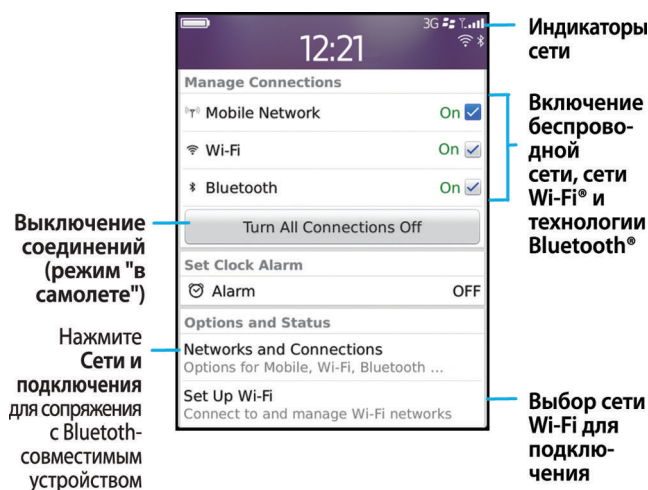 3G
12:21
Manage Connections
Mobile Network On
Wi-Fi On
Bluetooth On
Turn All Connections Off
Set Clock Alarm
Alarm OFF
Options and Status
Networks and Connections
Options for Mobile, Wi-Fi, Bluetooth ...
Set Up Wi-Fi
Connect to and manage Wi-Fi networks
Индикаторы
сети
Включение
беспрово-
дной
сети, сети
Wi-Fi® и
технологии
Bluetooth®
Выключение
соединений
(режим "в
самолете")
Нажмите
Сети и
подключения
для сопряжения
с Bluetoth-
совместимым
устройством
Выбор сети
Wi-Fi для
подклю-
чения